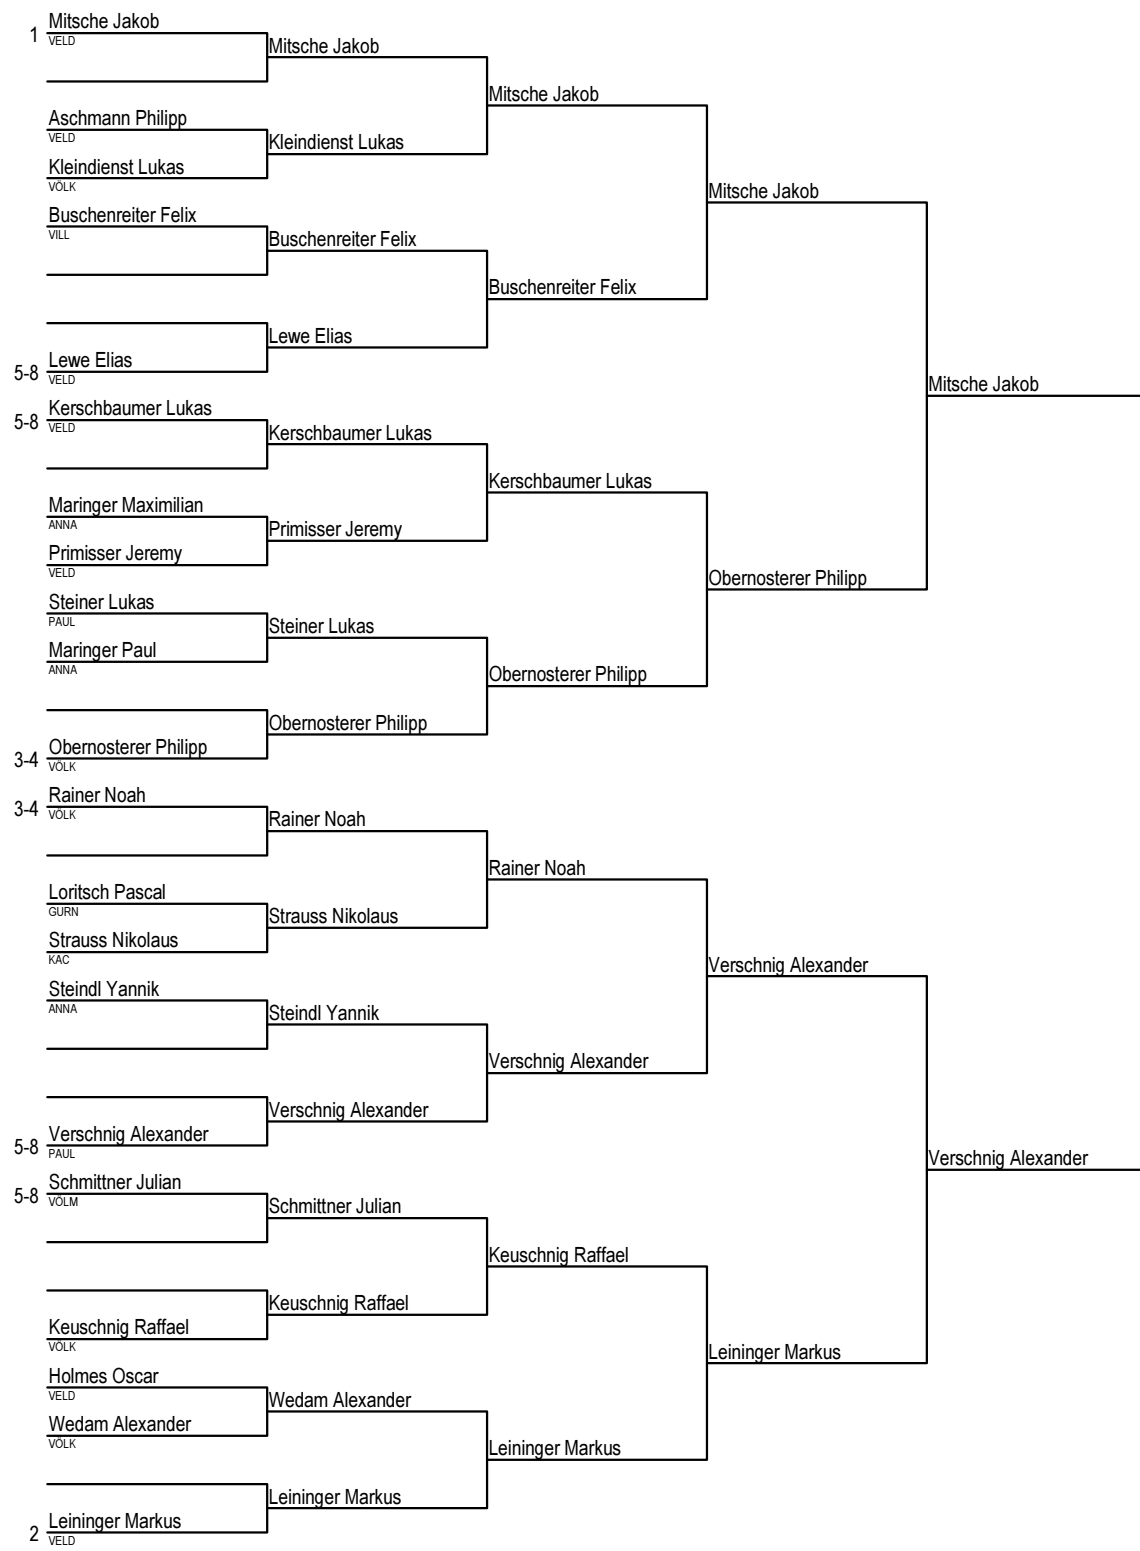 Mitsche Jakob
1
VELD
Mitsche Jakob
Mitsche Jakob
Aschmann Philipp
VELD
Kleindienst Lukas
Kleindienst Lukas
VÖLK
Mitsche Jakob
Buschenreiter Felix
VILL
Buschenreiter Felix
Buschenreiter Felix
Lewe Elias
Lewe Elias
5-8
VELD
Mitsche Jakob
Kerschbaumer Lukas
5-8
VELD
Kerschbaumer Lukas
Kerschbaumer Lukas
Maringer Maximilian
ANNA
Primisser Jeremy
Primisser Jeremy
VELD
Obernosterer Philipp
Steiner Lukas
PAUL
Steiner Lukas
Maringer Paul
ANNA
Obernosterer Philipp
Obernosterer Philipp
Obernosterer Philipp
3-4
VÖLK
Rainer Noah
3-4
VÖLK
Rainer Noah
Rainer Noah
Loritsch Pascal
GURN
Strauss Nikolaus
Strauss Nikolaus
KAC
Verschnig Alexander
Steindl Yannik
ANNA
Steindl Yannik
Verschnig Alexander
Verschnig Alexander
Verschnig Alexander
5-8
PAUL
Verschnig Alexander
Schmittner Julian
5-8
VÖLM
Schmittner Julian
Keuschnig Raffael
Keuschnig Raffael
Keuschnig Raffael
VÖLK
Leininger Markus
Holmes Oscar
VELD
Wedam Alexander
Wedam Alexander
VÖLK
Leininger Markus
Leininger Markus
Leininger Markus
2
VELD